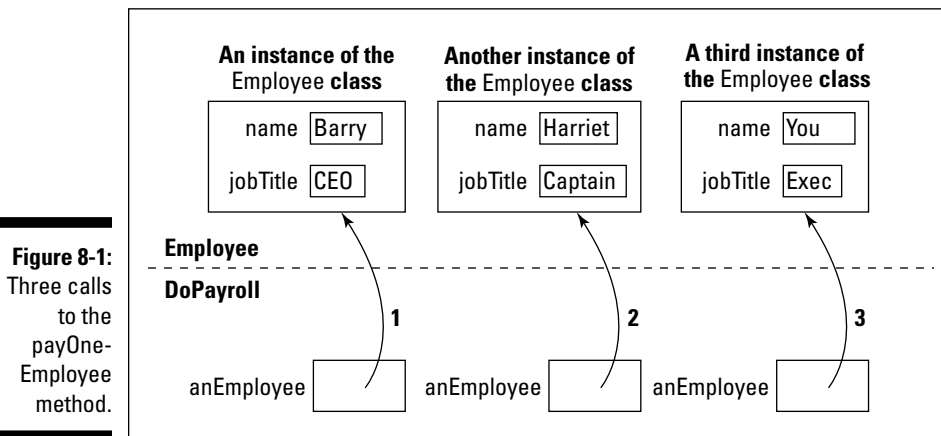 An instance of the
Employee class
Another instance of
the Employee class
A third instance of
the Employee class
name Barry
jobTitle CEO
name Harriet
jobTitle Captain
name You
jobTitle Exec
Employee
DoPayroll
1
2
3
anEmployee
anEmployee
anEmployee
Figure 8-1:
Three calls
to the
payOne-
Employee
method.